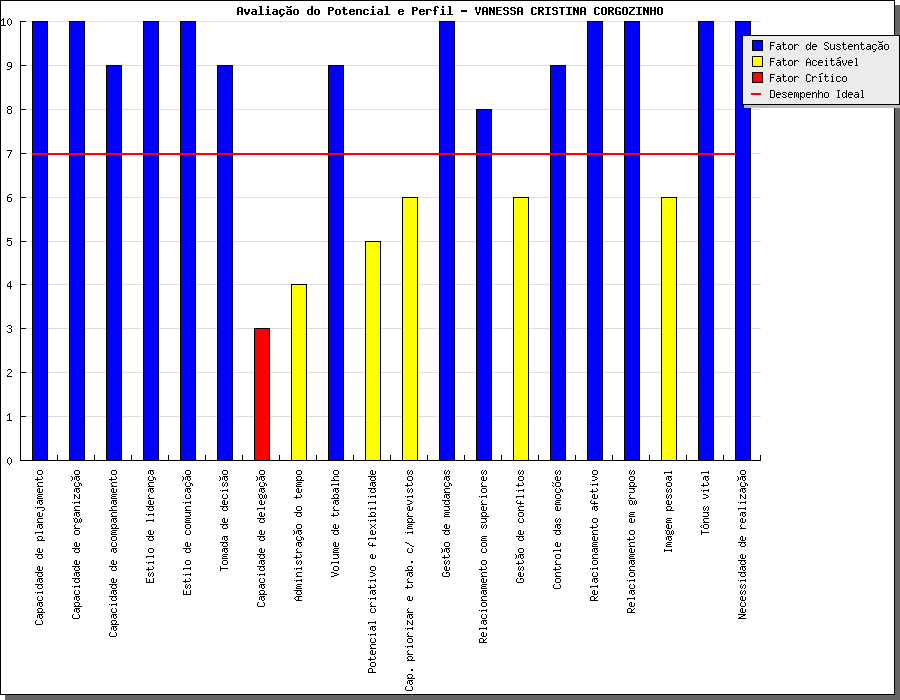 Avaliação do Potencial e Perfil - VANESSA CRISTINA CORGOZINHO
Fator de Sustentação
Fator Aceitável
Fator Crítico
Desempenho Ideal
10
9
8
7
6
5
4
3
2
1
0
Capacidade de planejamento
Capacidade de organização
Capacidade de acompanhamento
Estilo de liderança
Estilo de comunicação
Tomada de decisão
Capacidade de delegação
Administração do tempo
Volume de trabalho
Potencial criativo e flexibilidade
Cap. priorizar e trab. c/ imprevistos
Gestão de mudanças
Relacionamento com superiores
Gestão de conflitos
Controle das emoções
Relacionamento afetivo
Relacionamento em grupos
Imagem pessoal
Tônus vital
Necessidade de realização